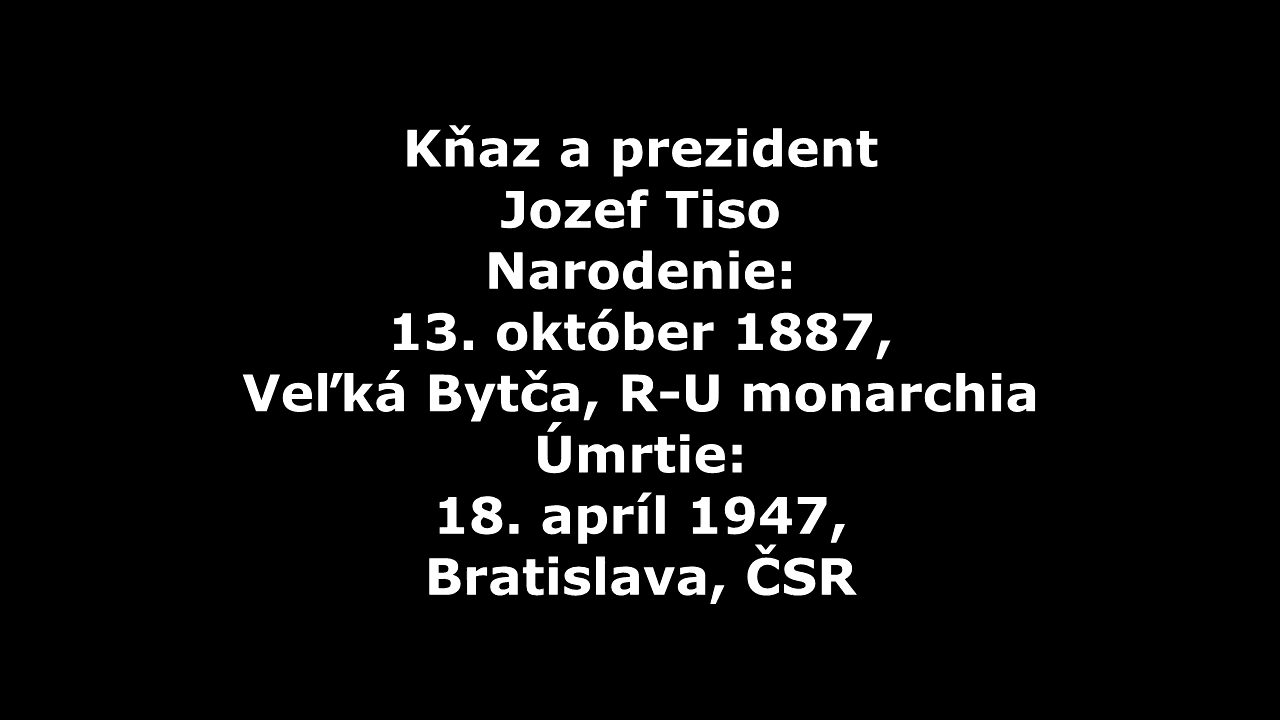 Kňaz a prezident
Jozef Tiso
Narodenie:
13. október 1887,
Veľká Bytča, R-U monarchia
Úmrtie:
18. apríl 1947,
Bratislava, ČSR